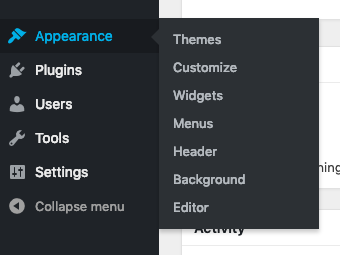 Appearance
Plugins
Users
Tools
Settings
Collapse menu
Themes
Customize
Widgets
Menus
Header
Background
Editor
Activity